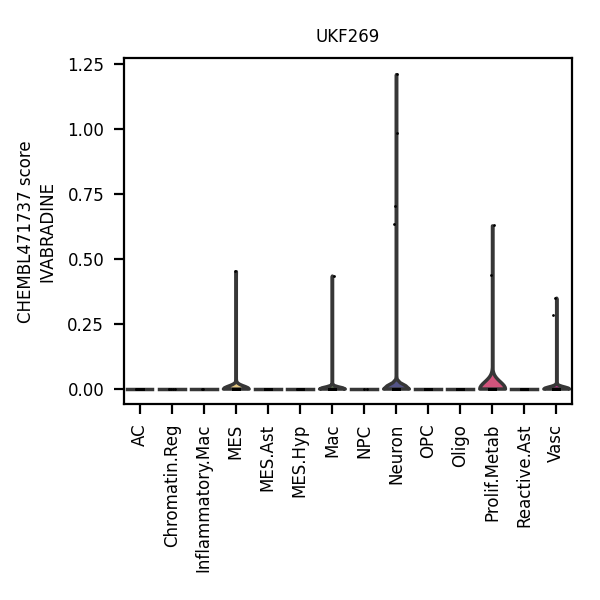 UKF269
CHEMBL471737 score
IVABRADINE
1.25
1.00
0.75
0.50
0.25
0.00
AC
Chromatin.Reg
Inflammatory.Mac
MES
MES.Ast
MES.Hyp
Mac
NPC
Neuron
OPC
Oligo
Prolif.Metab
Reactive.Ast
Vasc